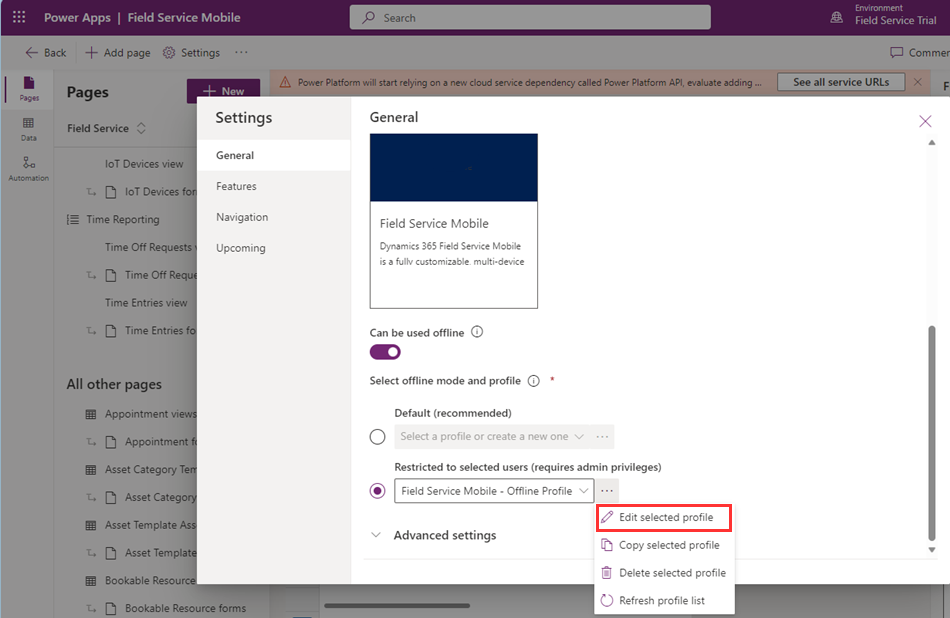 Power Apps | Field Service Mobile
Search
Environment
Field Service Trial
Back
Add page
Settings
...
Pages
Data
Automation
Pages
New
Power Platform will start relying on a new cloud service dependency called Power Platform API, evaluate adding ...
See all service URLs
Field Service
IoT Devices view
IoT Devices
Time Reporting
Time Off Requests
Time Off
Time Entries view
Time Entries
All other pages
Appointment views
Appointment
Asset Category
Asset Category
Asset Template
Asset Template
Bookable Resource
Bookable Resource forms
Settings
General
Features
Navigation
Upcoming
General
Field Service Mobile
Dynamics 365 Field Service Mobile
is a fully customizable, multi-device
Can be used offline
Select offline mode and profile *
Default (recommended)
Select a profile or create a new one
...
Restricted to selected users (requires admin privileges)
Field Service Mobile - Offline Profile
...
Edit selected profile
Copy selected profile
Delete selected profile
Refresh profile list
Advanced settings